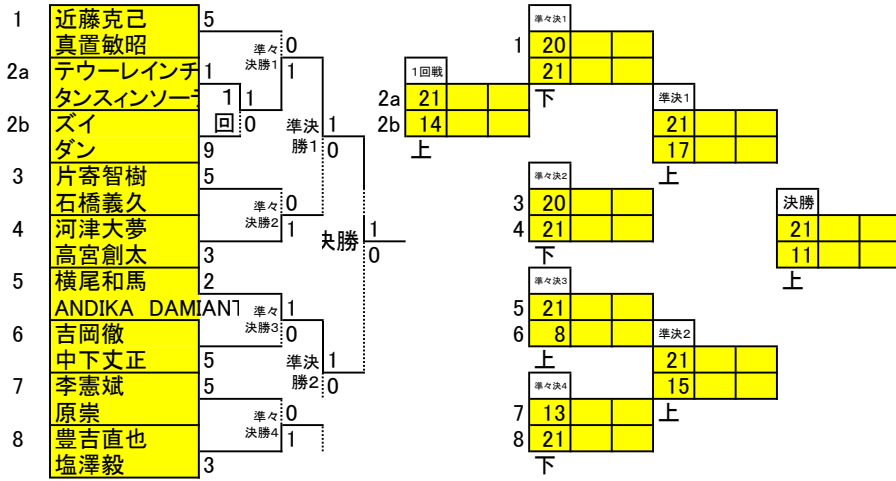 1 近藤克己 5
真置敏昭
2a テウーレインチ 1
タンスィンソーテ
2b ズイ
ダン 9
3 片寄智樹 5
石橋義久
4 河津大夢
高宮創太 3
5 横尾和馬 2
ANDIKA DAMIANT
6 吉岡徹
中下丈正 5
7 李憲斌 5
原崇
8 豊吉直也
塩澤毅 3
1 1
回 0
準々 0
決勝1 1
準々 0
決勝2 1
準々 1
決勝3 0
準々 0
決勝4 1
準決 1
勝1 0
準決 1
勝2 0
決勝 1
0
1回戦
2a 21
2b 14
上
準々決1
1 20
21
下
準々決2
3 20
4 21
下
準々決3
5 21
6 8
上
準々決4
7 13
8 21
下
準決1
21
17
上
準決2
21
15
上
決勝
21
11
上